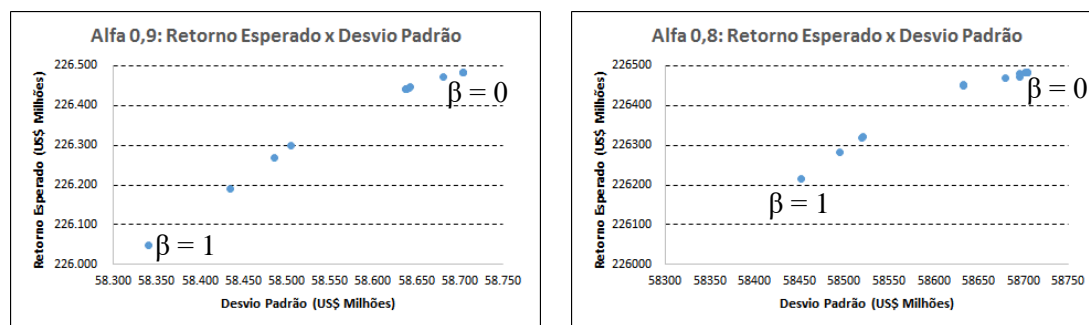 Alfa 0,9: Retorno Esperado x Desvio Padrão
Retorno Esperado (US$ Milhões)
226.500
226.400
226.300
226.200
226.100
226.000
β = 0
β = 1
58.300 58.350 58.400 58.450 58.500 58.550 58.600 58.650 58.700 58.750
Desvio Padrão (US$ Milhões)
Alfa 0,8: Retorno Esperado x Desvio Padrão
Retorno Esperado (US$ Milhões)
226500
226400
226300
226200
226100
226000
β = 0
β = 1
58300 58350 58400 58450 58500 58550 58600 58650 58700 58750
Desvio Padrão (US$ Milhões)